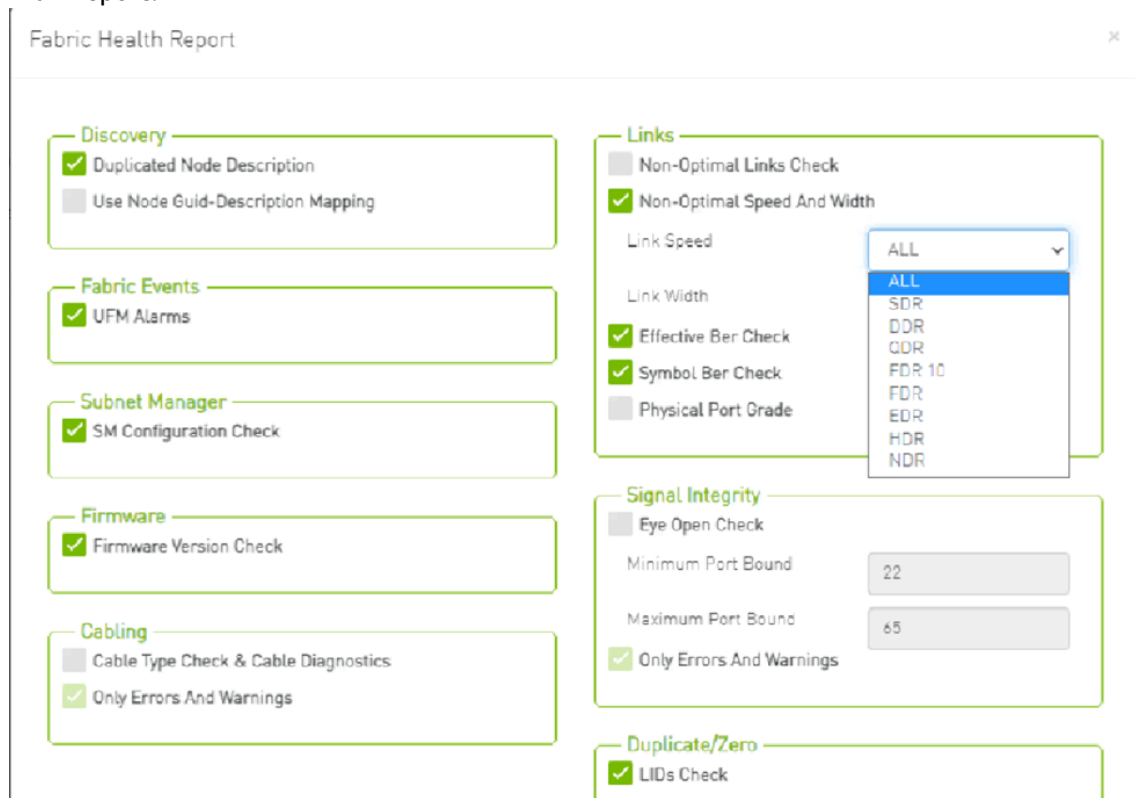 Fabric Health Report
×
Discovery
Duplicated Node Description
Use Node Guid-Description Mapping
Fabric Events
UFM Alarms
Subnet Manager
SM Configuration Check
Firmware
Firmware Version Check
Cabling
Cable Type Check & Cable Diagnostics
Only Errors And Warnings
Links
Non-Optimal Links Check
Non-Optimal Speed And Width
Link Speed
ALL
ALL
SDR
DDR
QDR
FDR 10
FDR
EDR
HDR
NDR
Link Width
Effective Ber Check
Symbol Ber Check
Physical Port Grade
Signal Integrity
Eye Open Check
Minimum Port Bound
22
Maximum Port Bound
65
Only Errors And Warnings
Duplicate/Zero
LIDs Check